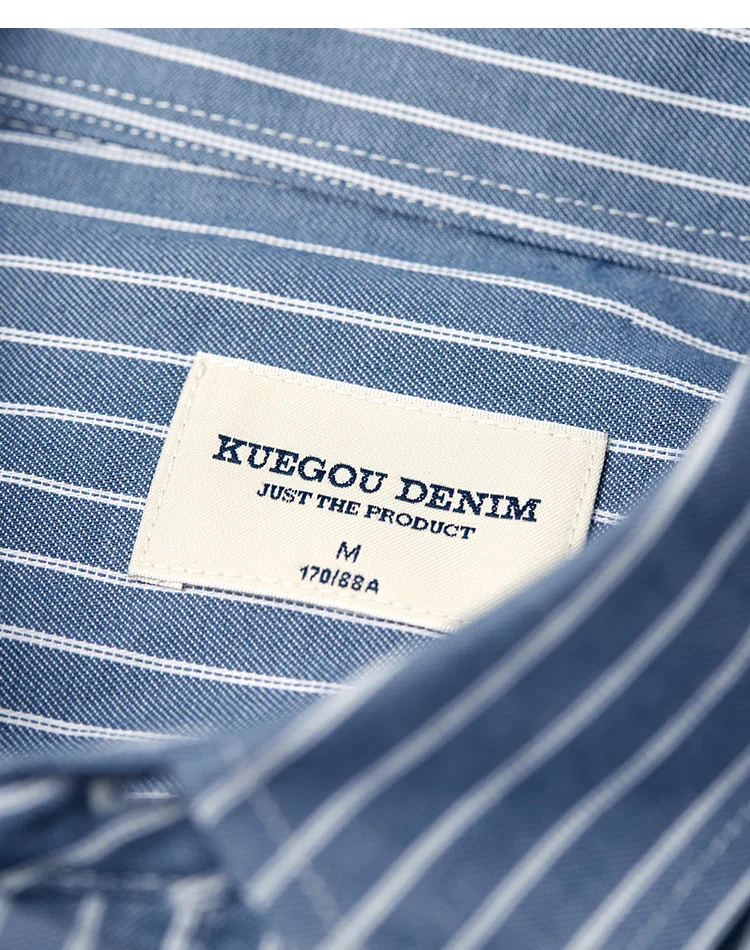 KUEGOU DENIM
JUST THE PRODUCT
M
170/88A